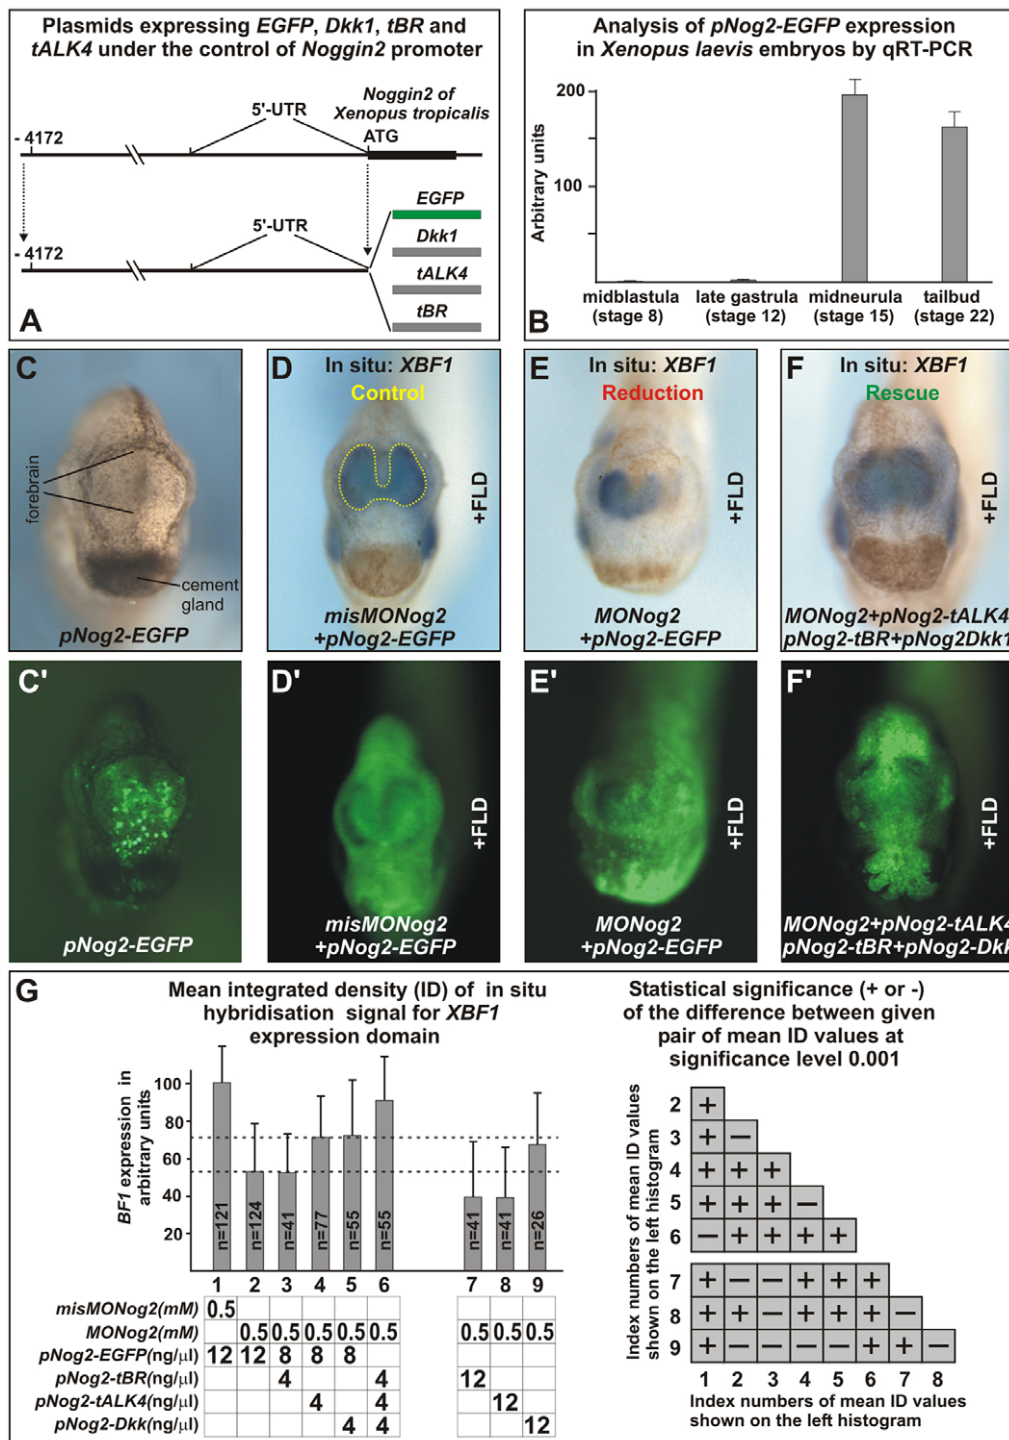 Plasmids expressing EGFP, Dkk1, tBR and
tALK4 under the control of Noggin2 promoter
5'-UTR
Noggin2 of
Xenopus tropicalis
- 4172
ATG
EGFP
5'-UTR
Dkk1
- 4172
tALK4
tBR
A
Analysis of pNog2-EGFP expression
in Xenopus laevis embryos by qRT-PCR
Arbitrary units
200
100
midblastula late gastrula midneurula tailbud
(stage 8) (stage 12) (stage 15) (stage 22)
B
C
forebrain
cement
gland
pNog2-EGFP
D
In situ: XBF1
Control
+FLD
misMONog2
+pNog2-EGFP
E
In situ: XBF1
Reduction
+FLD
MONog2
+pNog2-EGFP
F
In situ: XBF1
Rescue
+FLD
MONog2+pNog2-tALK4
pNog2-tBR+pNog2Dkk1
C'
pNog2-EGFP
D'
+FLD
misMONog2
+pNog2-EGFP
E'
+FLD
MONog2
+pNog2-EGFP
F'
+FLD
MONog2+pNog2-tALK4
pNog2-tBR+pNog2-Dkk
G
Mean integrated density (ID) of in situ
hybridisation signal for XBF1
expression domain
BF1 expression in
arbitrary units
100
80
60
40
20
n=121 n=124 n=41 n=77 n=55 n=55 n=41 n=41 n=26
1 2 3 4 5 6 7 8 9
misMONog2(mM) 0.5
MONog2(mM) 0.5 0.5 0.5 0.5 0.5 0.5 0.5 0.5
pNog2-EGFP(ng/µl) 12 12 8 8 8
pNog2-tBR(ng/µl) 4 4 12
pNog2-tALK4(ng/µl) 4 4 12
pNog2-Dkk(ng/µl) 4 4 12
Statistical significance (+ or -)
of the difference between given
pair of mean ID values at
significance level 0.001
Index numbers of mean ID values
shown on the left histogram
2 +
3 + −
4 + + +
5 + + + −
6 − + + + +
7 + − − + + +
8 + + − + + + −
9 + − − − − + + −
1 2 3 4 5 6 7 8
Index numbers of mean ID values
shown on the left histogram